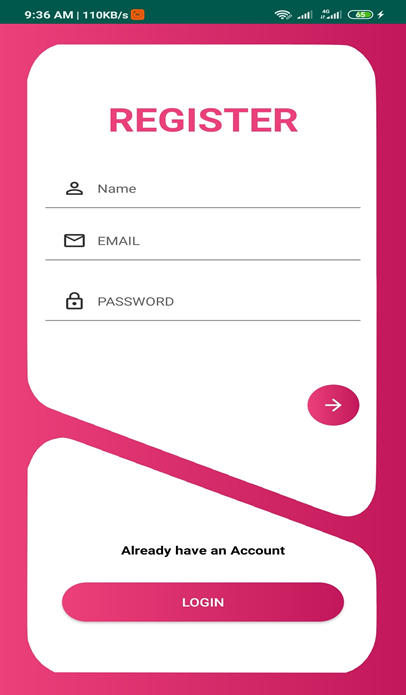 9:36 AM | 110KB/s
4G
65
REGISTER
Name
EMAIL
PASSWORD
Already have an Account
LOGIN